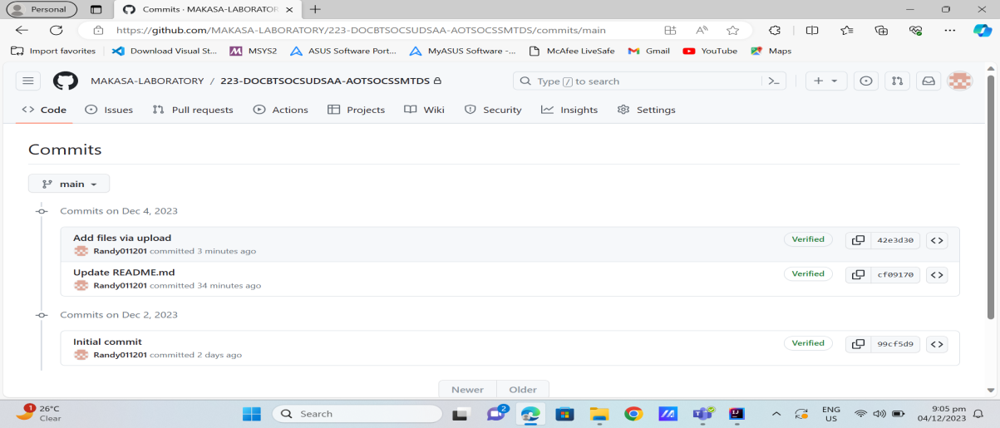 Personal
Commits · MAKASA-LABORATOR
https://github.com/MAKASA-LABORATORY/223-DOCBTSOCSUDSAA-AOTSOCSSMTDS/commits/main
Import favorites
Download Visual St...
MSYS2
ASUS Software Port...
MyASUS Software -...
McAfee LiveSafe
Gmail
YouTube
Maps
MAKASA-LABORATORY / 223-DOCBTSOCSUDSAA-AOTSOCSSMTDS
Type / to search
Code
Issues
Pull requests
Actions
Projects
Wiki
Security
Insights
Settings
Commits
main
Commits on Dec 4, 2023
Add files via upload
Randy011201 committed 3 minutes ago
Verified
42e3d30
Update README.md
Randy011201 committed 34 minutes ago
Verified
cf09170
Commits on Dec 2, 2023
Initial commit
Randy011201 committed 2 days ago
Verified
99cf5d9
Newer
Older
1
26°C
Clear
Search
2
ENG
US
9:05 pm
04/12/2023